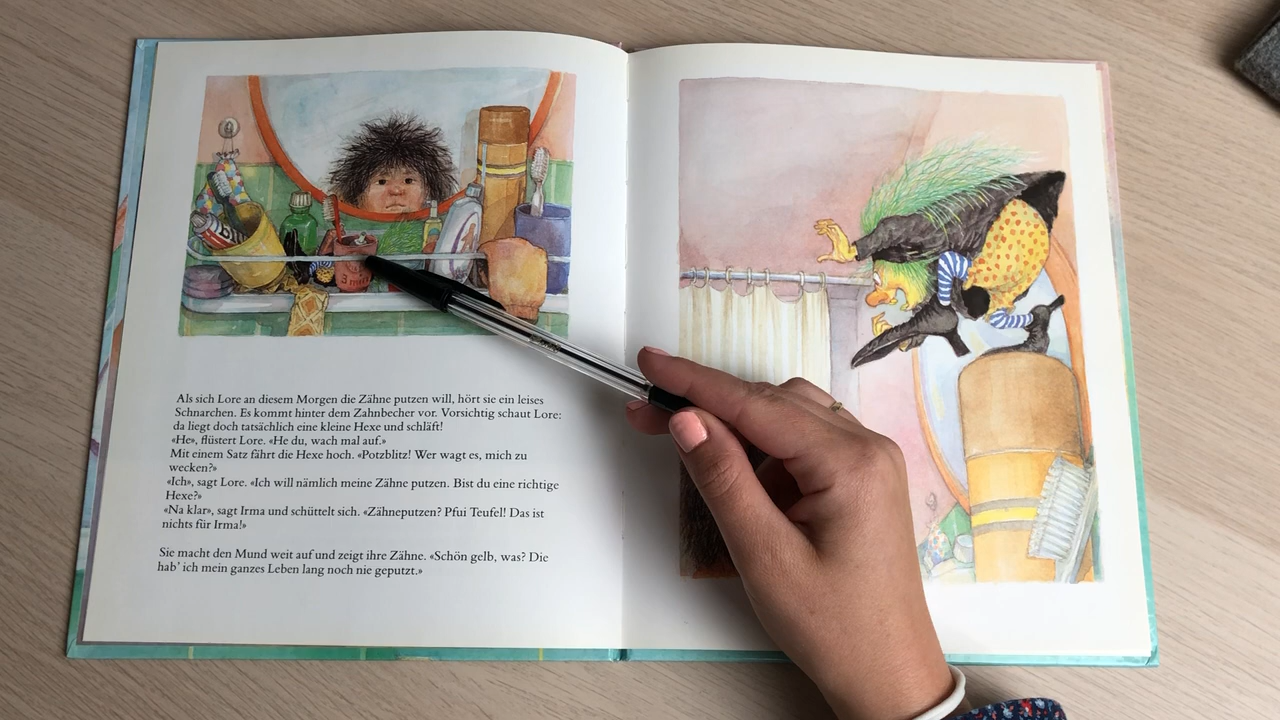 Als sich Lore an diesem Morgen die Zähne putzen will, hört sie ein leises
Schnarchen. Es kommt hinter dem Zahnbecher vor. Vorsichtig schaut Lore:
da liegt doch tatsächlich eine kleine Hexe und schläft!
«He», flüstert Lore. «He du, wach mal auf.»
Mit einem Satz fährt die Hexe hoch. «Potzblitz! Wer wagt es, mich zu
wecken?»
«Ich», sagt Lore. «Ich will nämlich meine Zähne putzen. Bist du eine richtige
Hexe?»
«Na klar», sagt Irma und schüttelt sich. «Zähneputzen? Pfui Teufel! Das ist
nichts für Irma!»
Sie macht den Mund weit auf und zeigt ihre Zähne. «Schön gelb, was? Die
hab' ich mein ganzes Leben lang noch nie geputzt.»